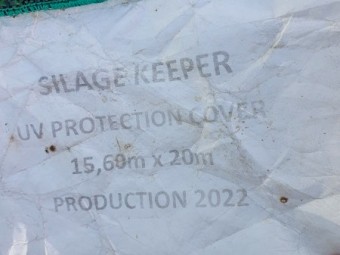 SILAGE KEEPER
UV PROTECTION COVER
15,60m x 20m
PRODUCTION 2022